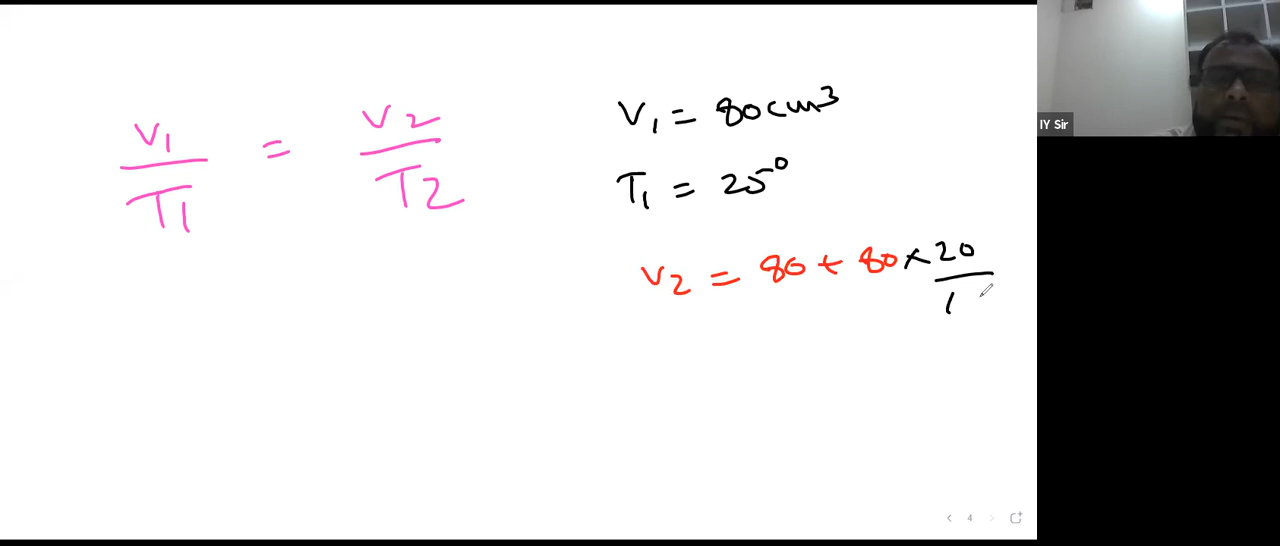 V1/T1 = V2/T2
V1 = 80cm³
T1 = 25°
V2 = 80 + 80 × 20/1
IY Sir
4